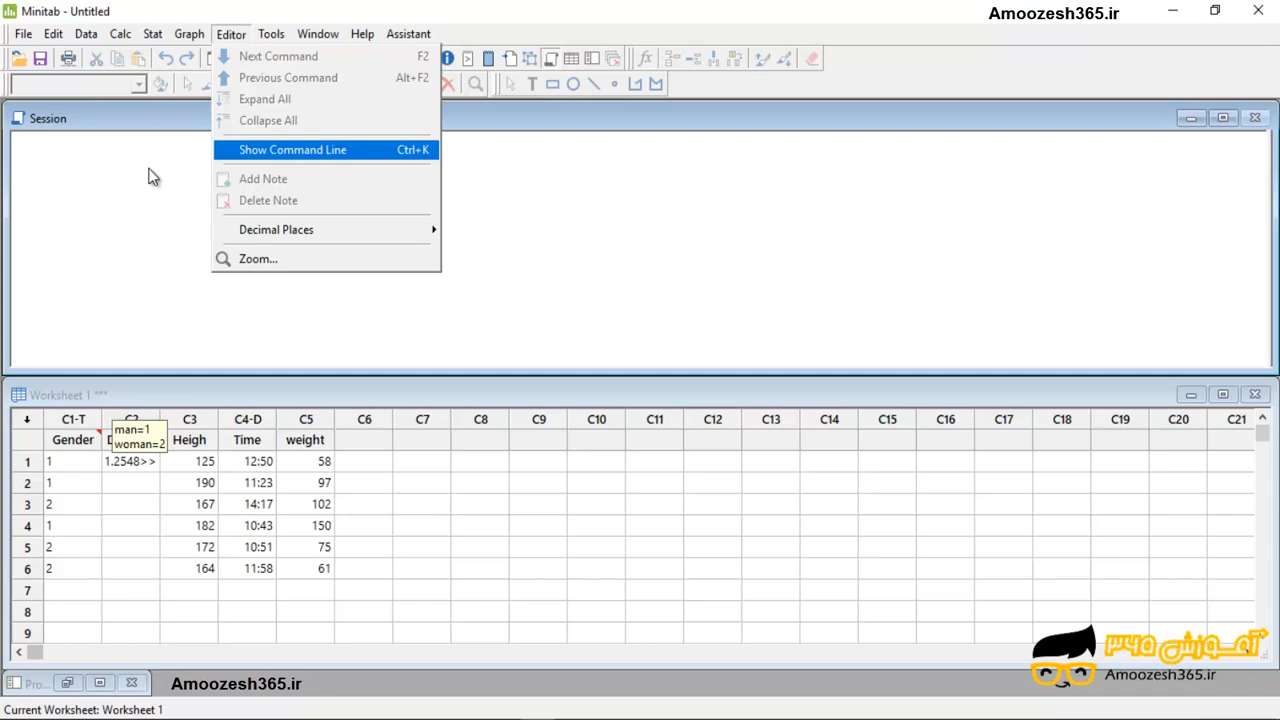 Minitab - Untitled
Amoozesh365.ir
File Edit Data Calc Stat Graph Editor Tools Window Help Assistant
Next Command F2
Previous Command Alt+F2
Expand All
Collapse All
Show Command Line Ctrl+K
Add Note
Delete Note
Decimal Places
Zoom...
Session
Worksheet 1 ***
C1-T C2 C3 C4-D C5 C6 C7 C8 C9 C10 C11 C12 C13 C14 C15 C16 C17 C18 C19 C20 C21
man=1
woman=2
Gender Heigh Time weight
1 1 1.2548>> 125 12:50 58
2 1 190 11:23 97
3 2 167 14:17 102
4 1 182 10:43 150
5 2 172 10:51 75
6 2 164 11:58 61
7
8
9
آموزش ۳۶۵
Amoozesh365.ir
Pro...
Amoozesh365.ir
Current Worksheet: Worksheet 1